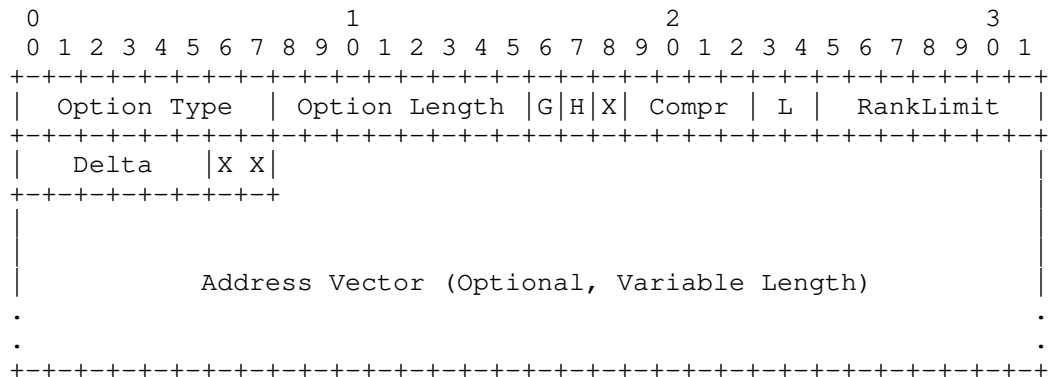 0                   1                   2                   3
0 1 2 3 4 5 6 7 8 9 0 1 2 3 4 5 6 7 8 9 0 1 2 3 4 5 6 7 8 9 0 1
+-+-+-+-+-+-+-+-+-+-+-+-+-+-+-+-+-+-+-+-+-+-+-+-+-+-+-+-+-+-+-+-+
|  Option Type  | Option Length |G|H|X| Compr | L |  RankLimit  |
+-+-+-+-+-+-+-+-+-+-+-+-+-+-+-+-+-+-+-+-+-+-+-+-+-+-+-+-+-+-+-+-+
|   Delta   |X X|                                               |
+-+-+-+-+-+-+-+-+                                               |
|                                                               |
|                                                               |
|           Address Vector (Optional, Variable Length)          |
.                                                               .
.                                                               .
+-+-+-+-+-+-+-+-+-+-+-+-+-+-+-+-+-+-+-+-+-+-+-+-+-+-+-+-+-+-+-+-+